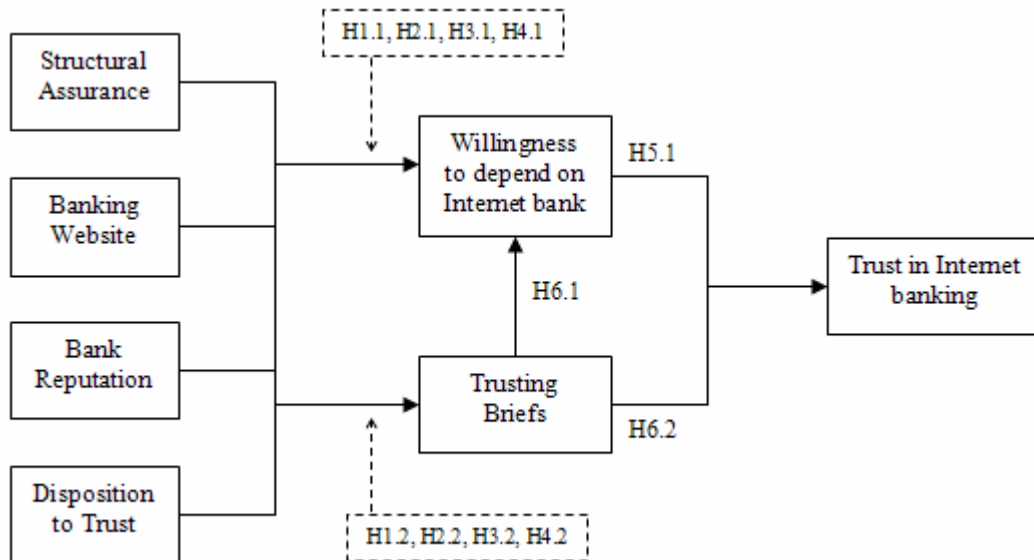 H1.1, H2.1, H3.1, H4.1
Structural
Assurance
Willingness
to depend on
Internet bank
H5.1
Banking
Website
Trust in Internet
banking
H6.1
Bank
Reputation
Trusting
Briefs
H6.2
Disposition
to Trust
H1.2, H2.2, H3.2, H4.2